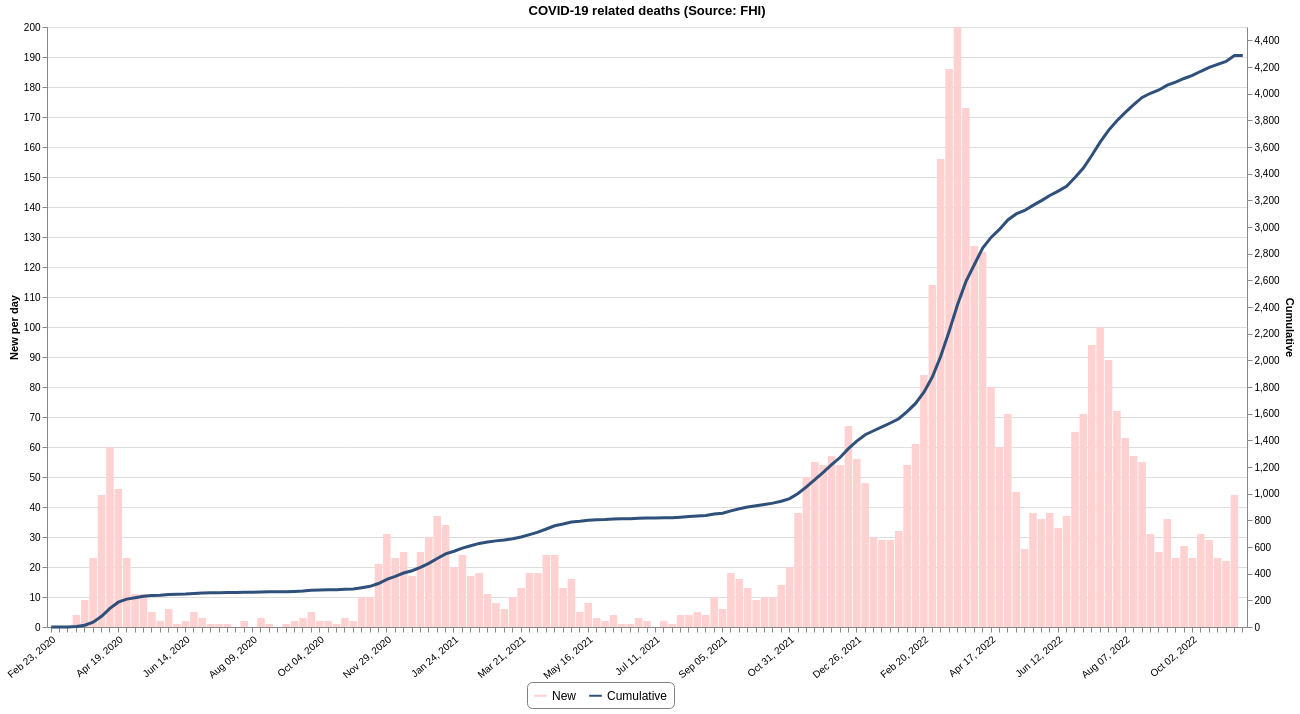 COVID-19 related deaths (Source: FHI)
200
190
180
170
160
150
140
130
120
110
100
90
80
70
60
50
40
30
20
10
0
New per day
4,400
4,200
4,000
3,800
3,600
3,400
3,200
3,000
2,800
2,600
2,400
2,200
2,000
1,800
1,600
1,400
1,200
1,000
800
600
400
200
0
Cumulative
Feb 23, 2020
Apr 19, 2020
Jun 14, 2020
Aug 09, 2020
Oct 04, 2020
Nov 29, 2020
Jan 24, 2021
Mar 21, 2021
May 16, 2021
Jul 11, 2021
Sep 05, 2021
Oct 31, 2021
Dec 26, 2021
Feb 20, 2022
Apr 17, 2022
Jun 12, 2022
Aug 07, 2022
Oct 02, 2022
New Cumulative